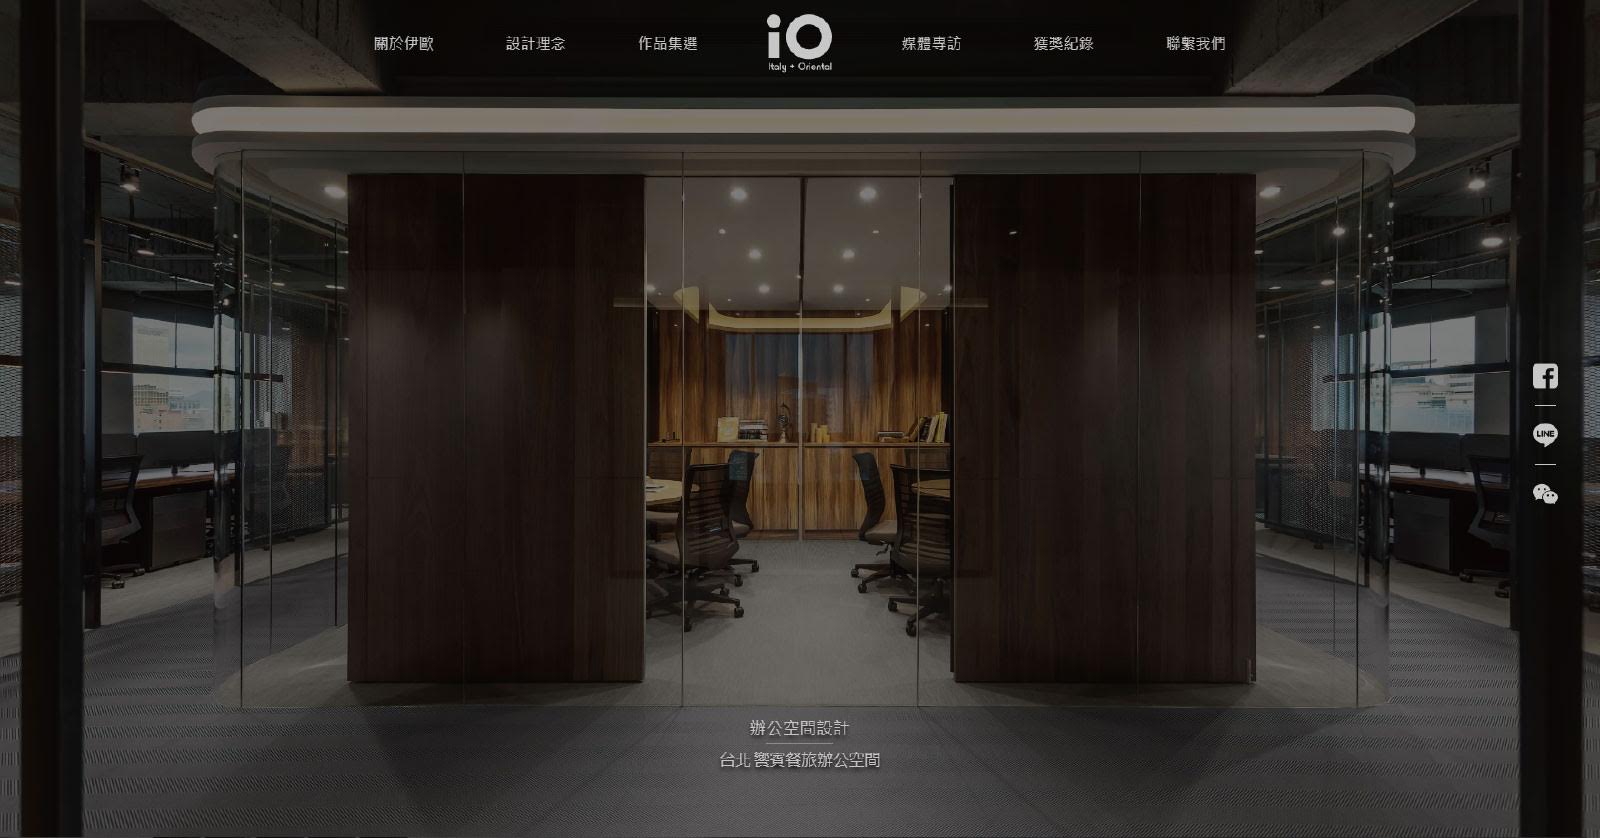 關於伊歐
設計理念
作品集選
iO
Italy + Oriental
媒體專訪
獲獎紀錄
聯繫我們
LINE
辦公空間設計
台北 饗賓餐旅辦公空間